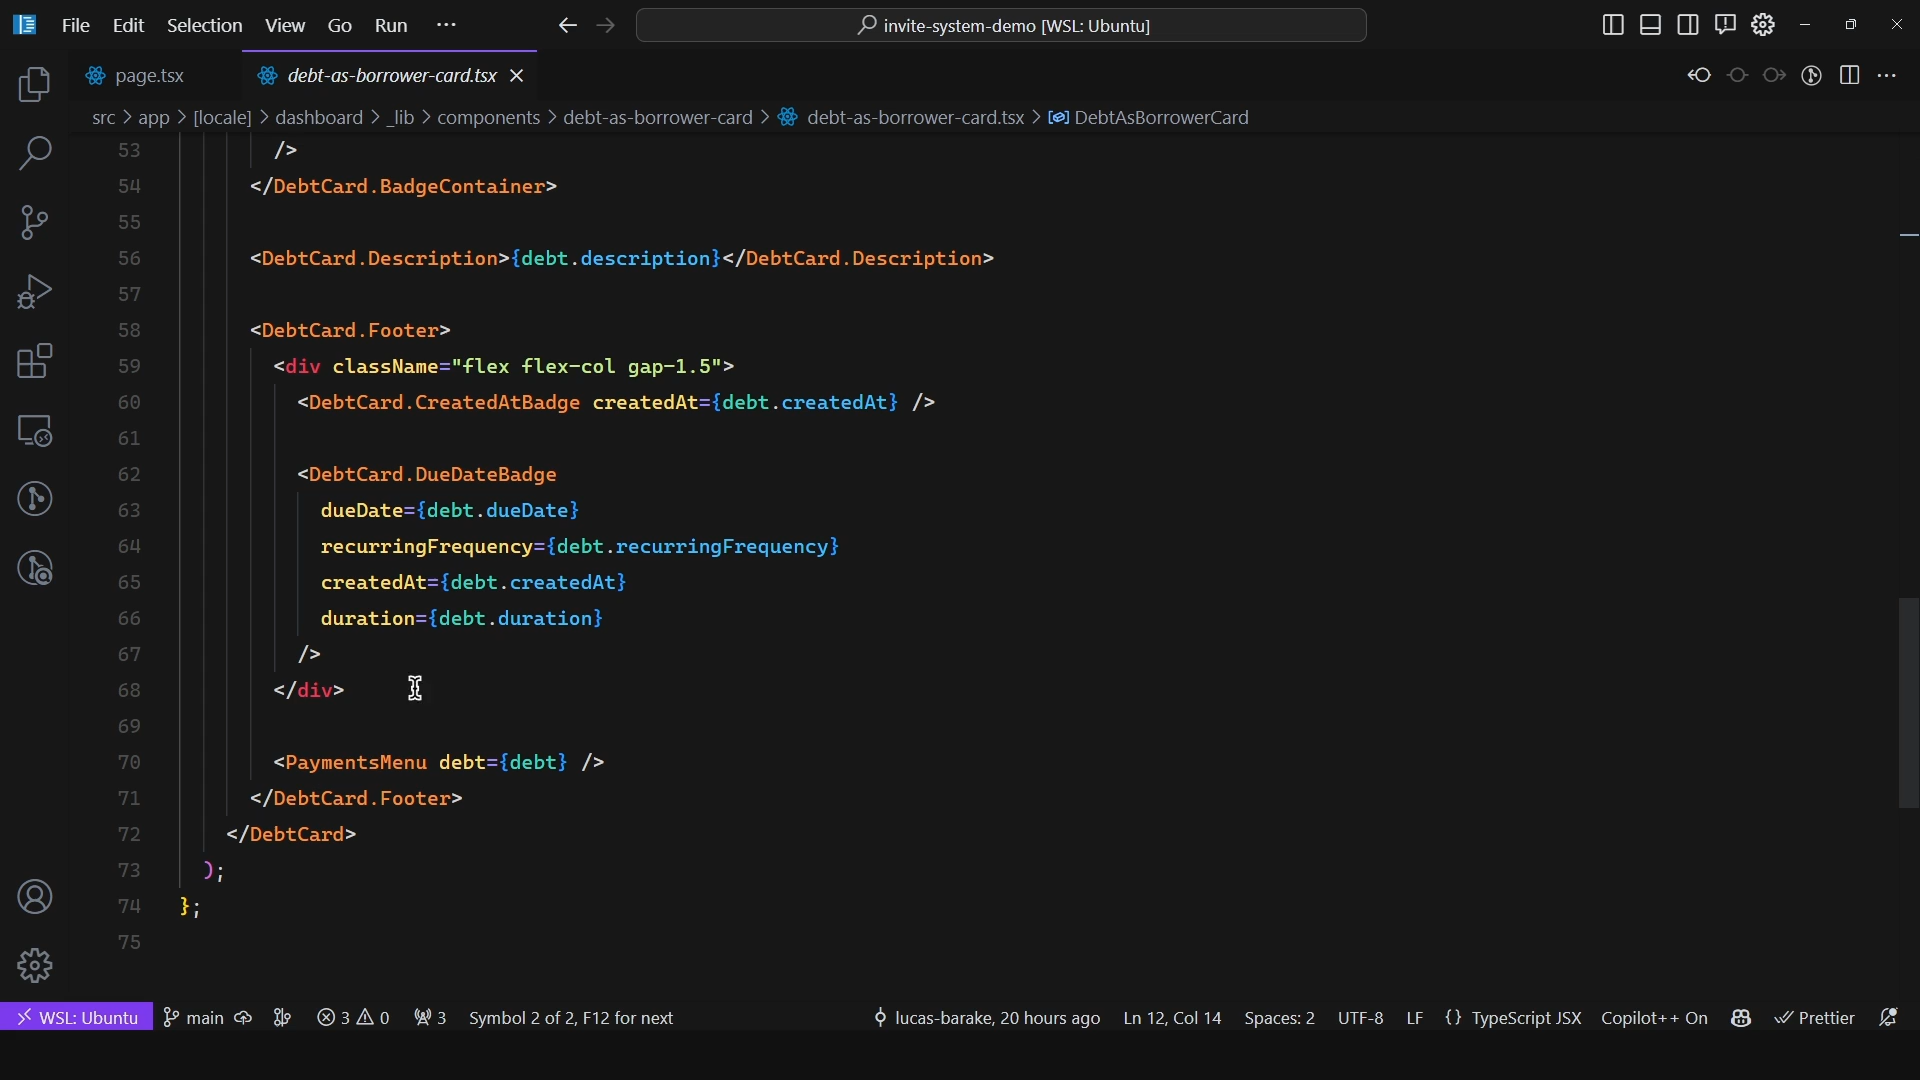 File Edit Selection View Go Run ··· invite-system-demo [WSL: Ubuntu]
page.tsx debt-as-borrower-card.tsx
src > app > [locale] > dashboard > _lib > components > debt-as-borrower-card > debt-as-borrower-card.tsx > DebtAsBorrowerCard
53 />
54 </DebtCard.BadgeContainer>
55
56 <DebtCard.Description>{debt.description}</DebtCard.Description>
57
58 <DebtCard.Footer>
59 <div className="flex flex-col gap-1.5">
60 <DebtCard.CreatedAtBadge createdAt={debt.createdAt} />
61
62 <DebtCard.DueDateBadge
63 dueDate={debt.dueDate}
64 recurringFrequency={debt.recurringFrequency}
65 createdAt={debt.createdAt}
66 duration={debt.duration}
67 />
68 </div>
69
70 <PaymentsMenu debt={debt} />
71 </DebtCard.Footer>
72 </DebtCard>
73 );
74 };
75
WSL: Ubuntu main 3 0 3 Symbol 2 of 2, F12 for next lucas-barake, 20 hours ago Ln 12, Col 14 Spaces: 2 UTF-8 LF {} TypeScript JSX Copilot++ On Prettier